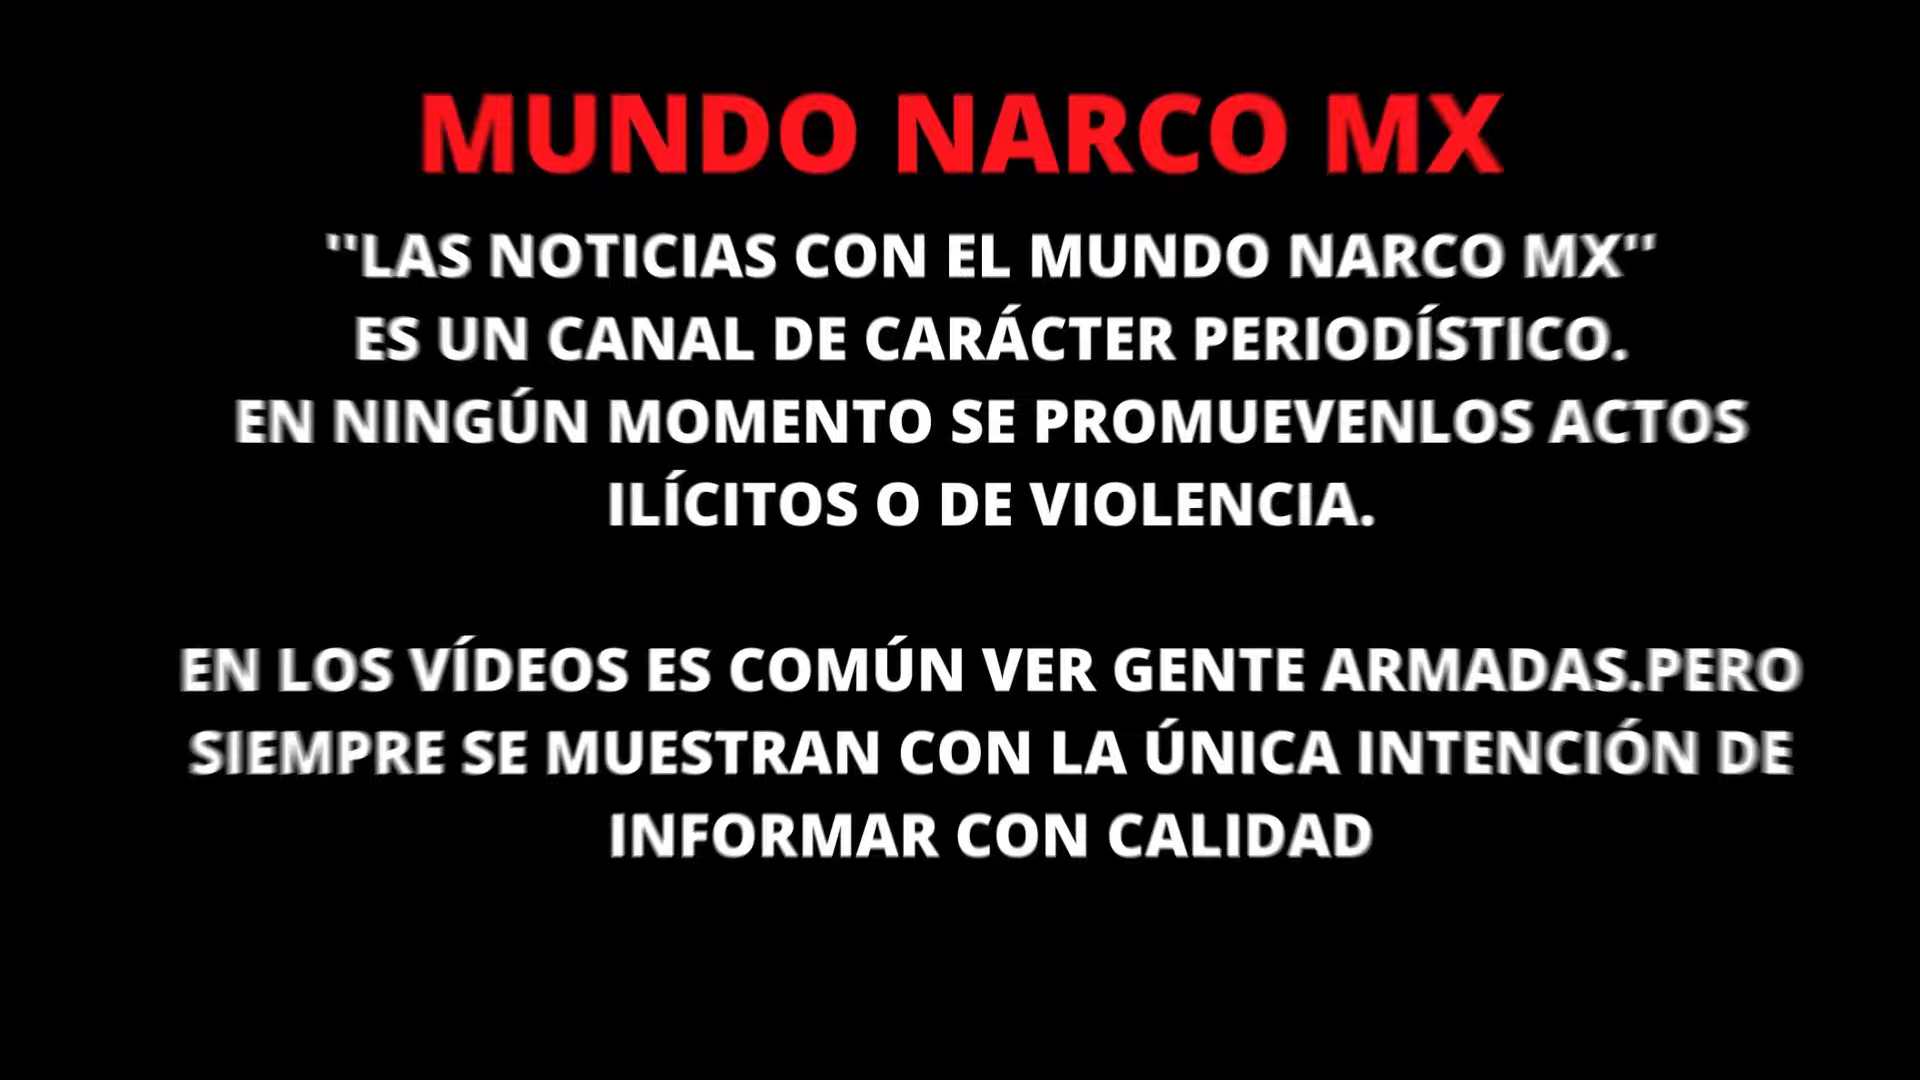 MUNDO NARCO MX
''LAS NOTICIAS CON EL MUNDO NARCO MX''
ES UN CANAL DE CARÁCTER PERIODÍSTICO.
EN NINGÚN MOMENTO SE PROMUEVENLOS ACTOS
ILÍCITOS O DE VIOLENCIA.
EN LOS VÍDEOS ES COMÚN VER GENTE ARMADAS.PERO
SIEMPRE SE MUESTRAN CON LA ÚNICA INTENCIÓN DE
INFORMAR CON CALIDAD